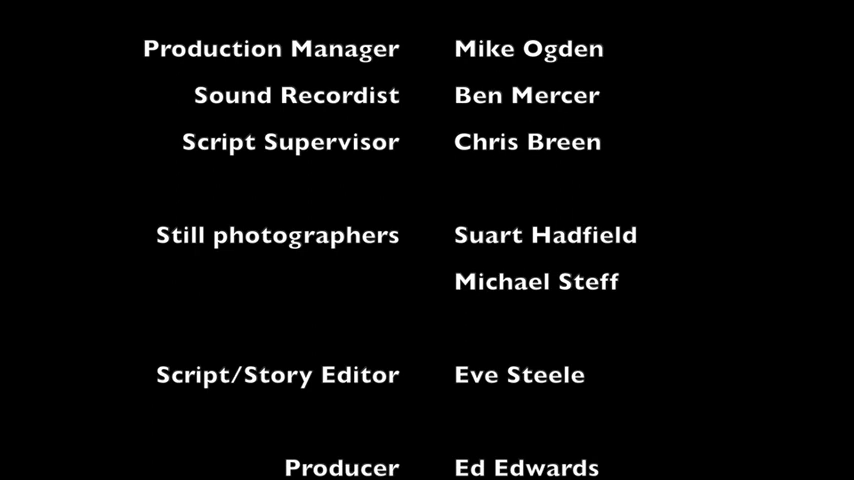 Production Manager Mike Ogden
Sound Recordist Ben Mercer
Script Supervisor Chris Breen
Still photographers Suart Hadfield
Michael Steff
Script/Story Editor Eve Steele
Producer Ed Edwards